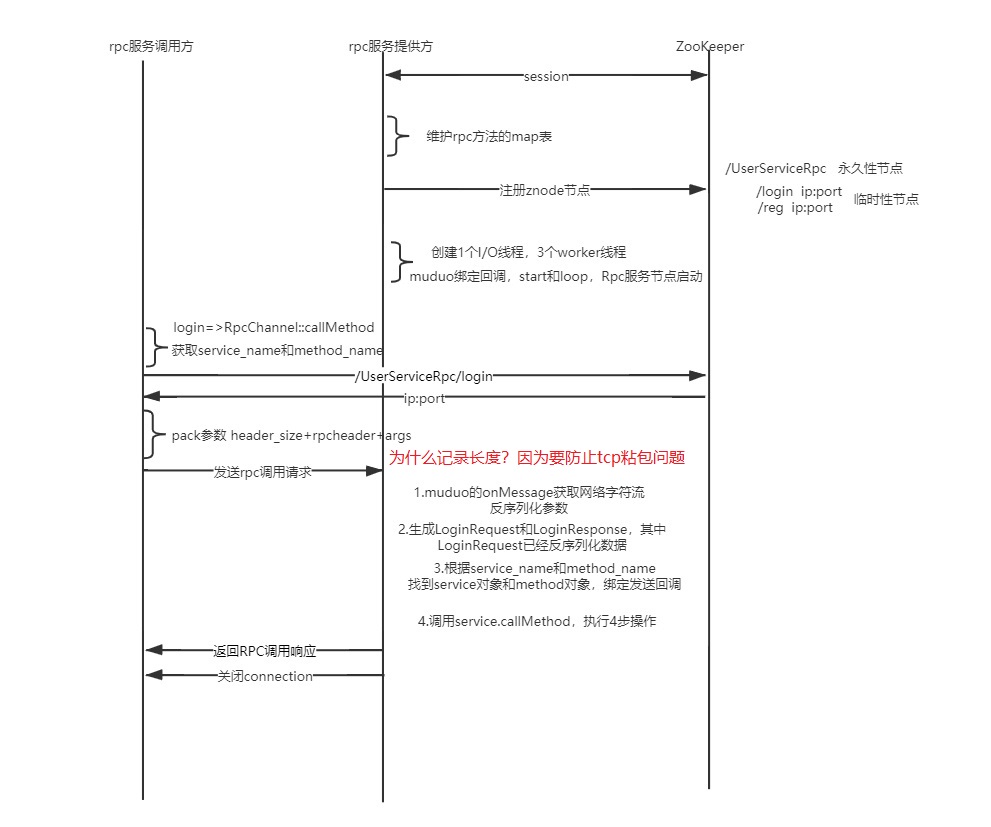 rpc服务调用方
rpc服务提供方
ZooKeeper
session
维护rpc方法的map表
/UserServiceRpc 永久性节点
注册znode节点
/login ip:port
/reg ip:port
临时性节点
创建1个I/O线程，3个worker线程
muduo绑定回调，start和loop，Rpc服务节点启动
login=>RpcChannel::callMethod
获取service_name和method_name
/UserServiceRpc/login
ip:port
pack参数 header_size+rpcheader+args
为什么记录长度？因为要防止tcp粘包问题
发送rpc调用请求
1.muduo的onMessage获取网络字符流
反序列化参数
2.生成LoginRequest和LoginResponse，其中
LoginRequest已经反序列化数据
3.根据service_name和method_name
找到service对象和method对象，绑定发送回调
4.调用service.callMethod，执行4步操作
返回RPC调用响应
关闭connection